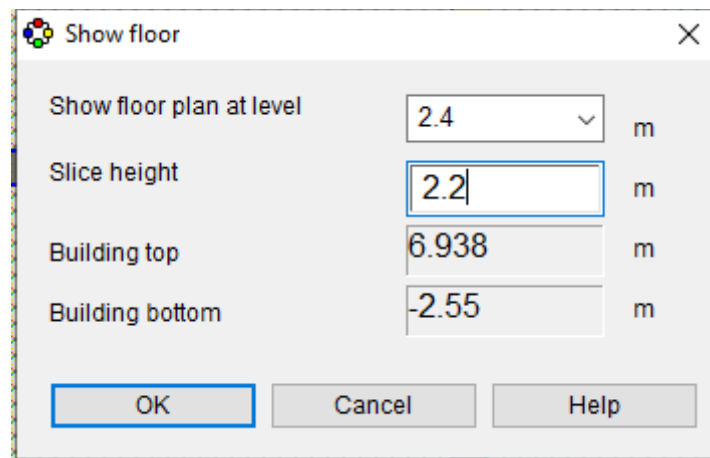 Show floor
Show floor plan at level 2.4 m
Slice height 2.2 m
Building top 6.938 m
Building bottom -2.55 m
OK Cancel Help